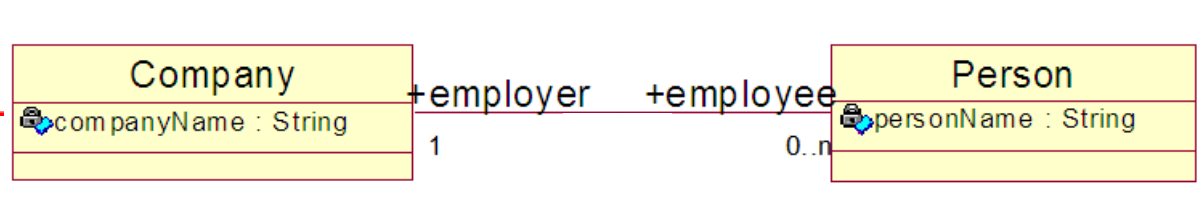 Company
companyName : String
+employer
1
+employee
0..n
Person
personName : String